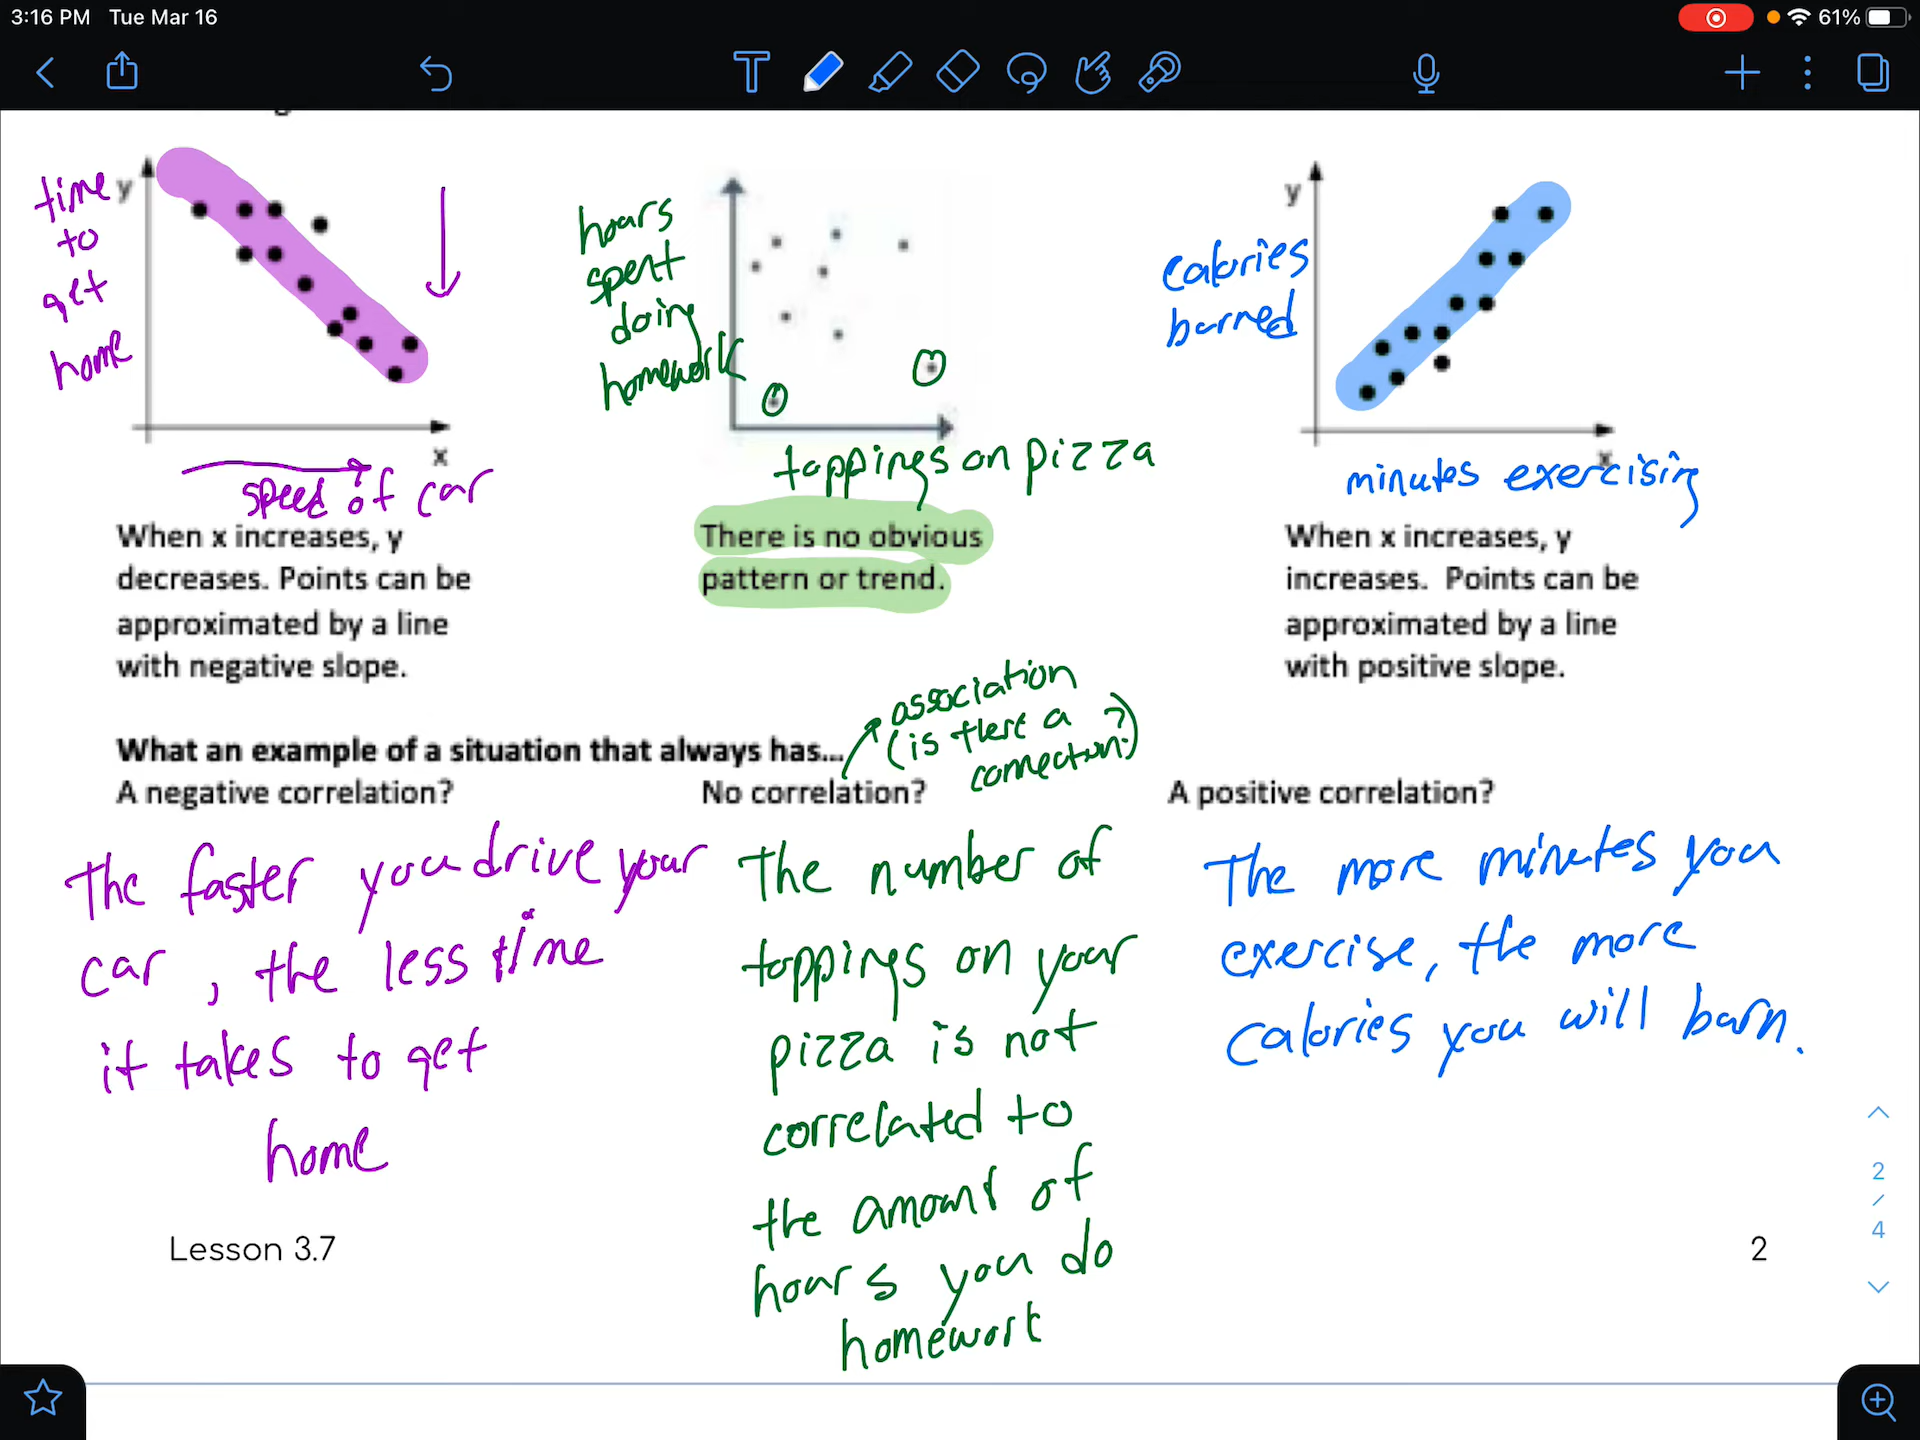 3:16 PM Tue Mar 16
61%
time
to
get
home
y
x
speed of car
hours
spent
doing
homework
toppings on pizza
y
calories
burned
x
minutes exercising
When x increases, y
decreases. Points can be
approximated by a line
with negative slope.
There is no obvious
pattern or trend.
When x increases, y
increases. Points can be
approximated by a line
with positive slope.
association
(is there a
connection?)
What an example of a situation that always has...
A negative correlation?
No correlation?
A positive correlation?
The faster you drive your
car, the less time
it takes to get
home
The number of
toppings on your
pizza is not
correlated to
the amount of
hours you do
homework
The more minutes you
exercise, the more
calories you will burn.
Lesson 3.7
2
2
/
4